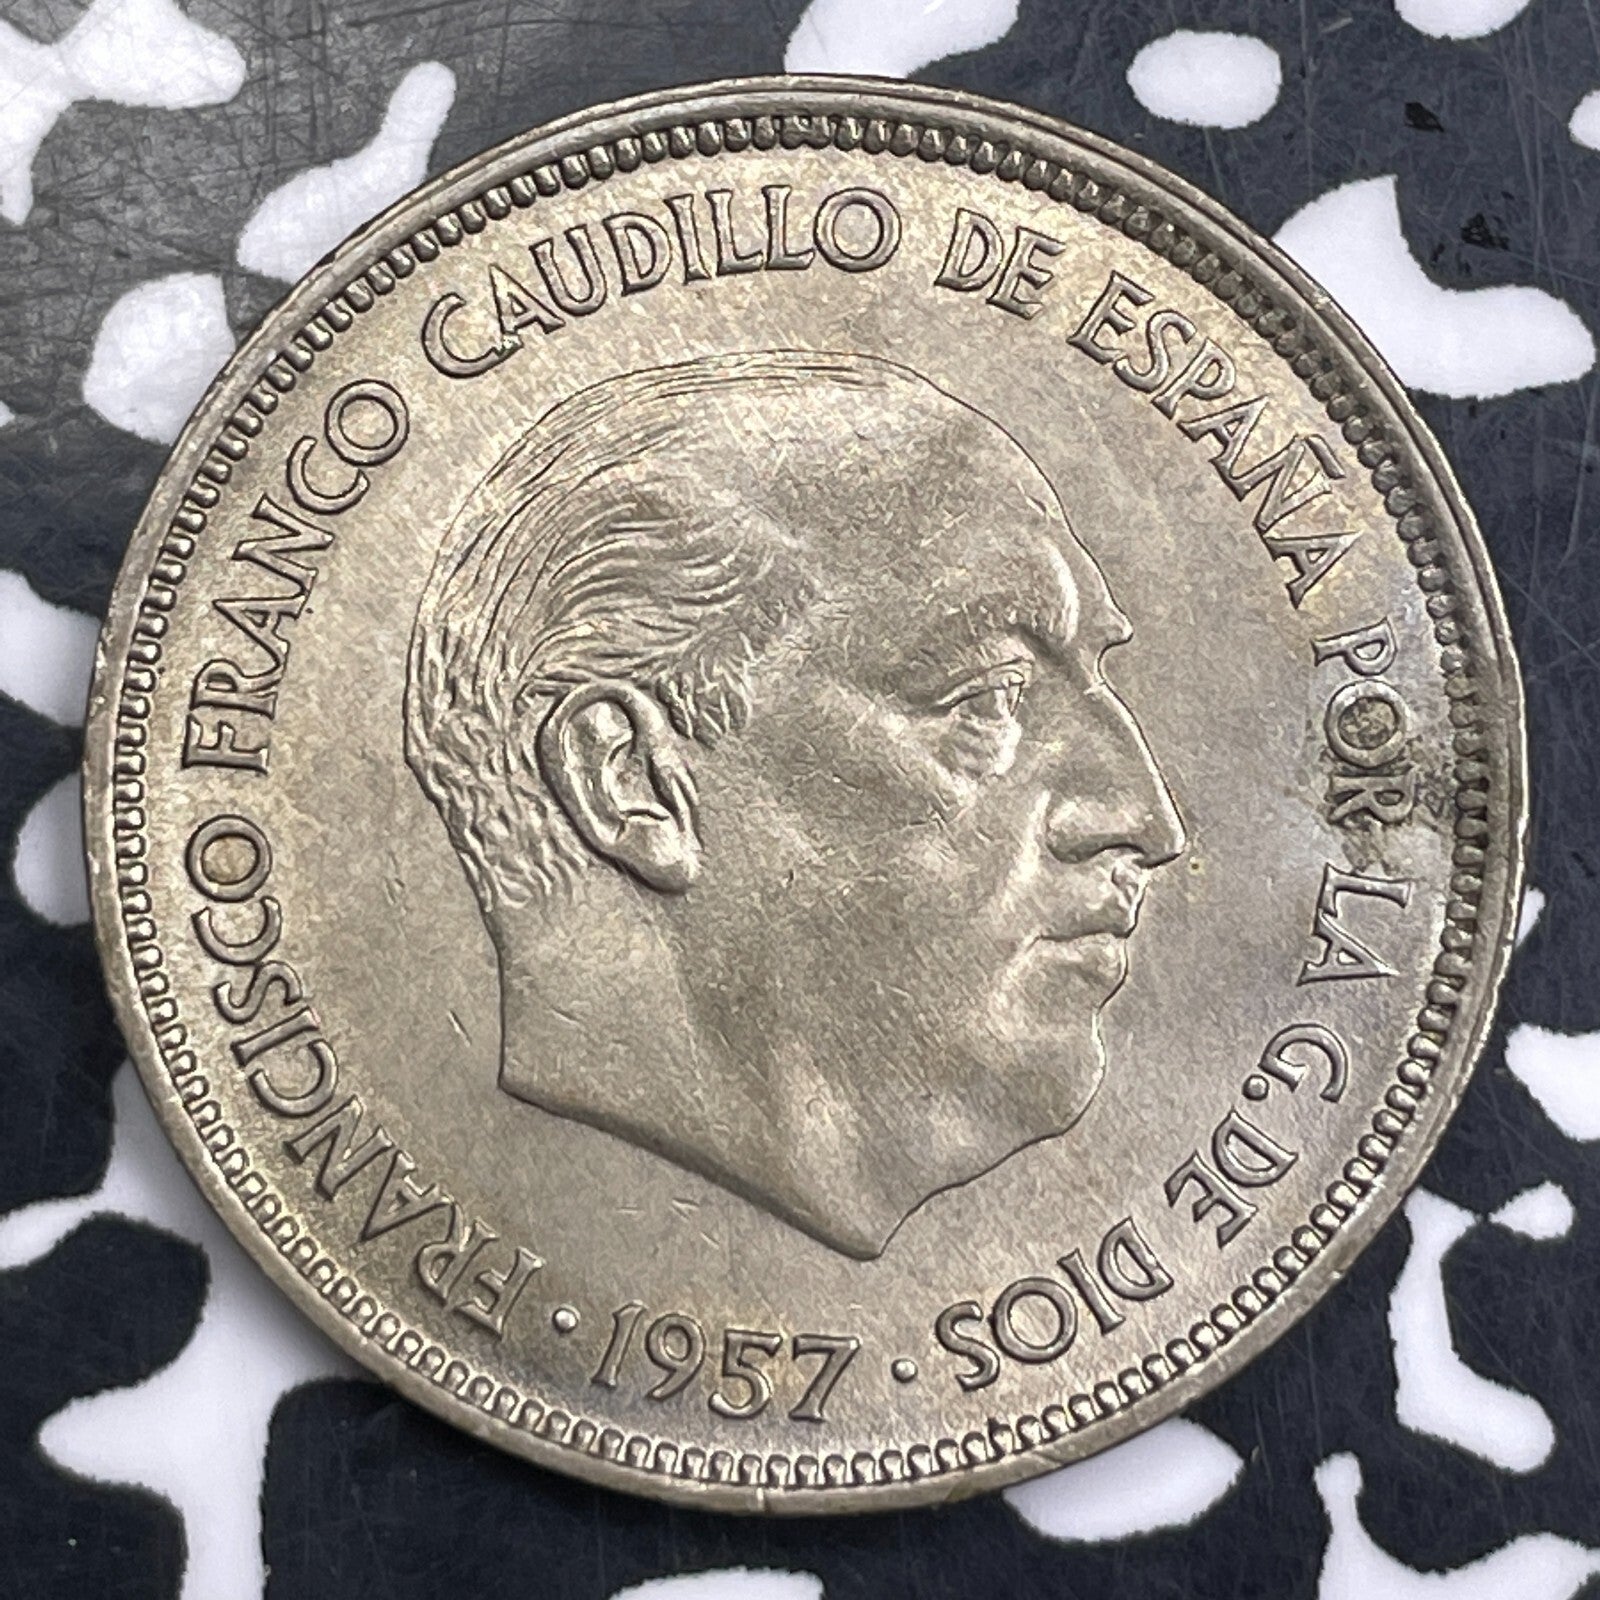 FRANCISCO FRANCO CAUDILLO DE ESPAÑA POR LA G. DE DIOS
· 1957 ·